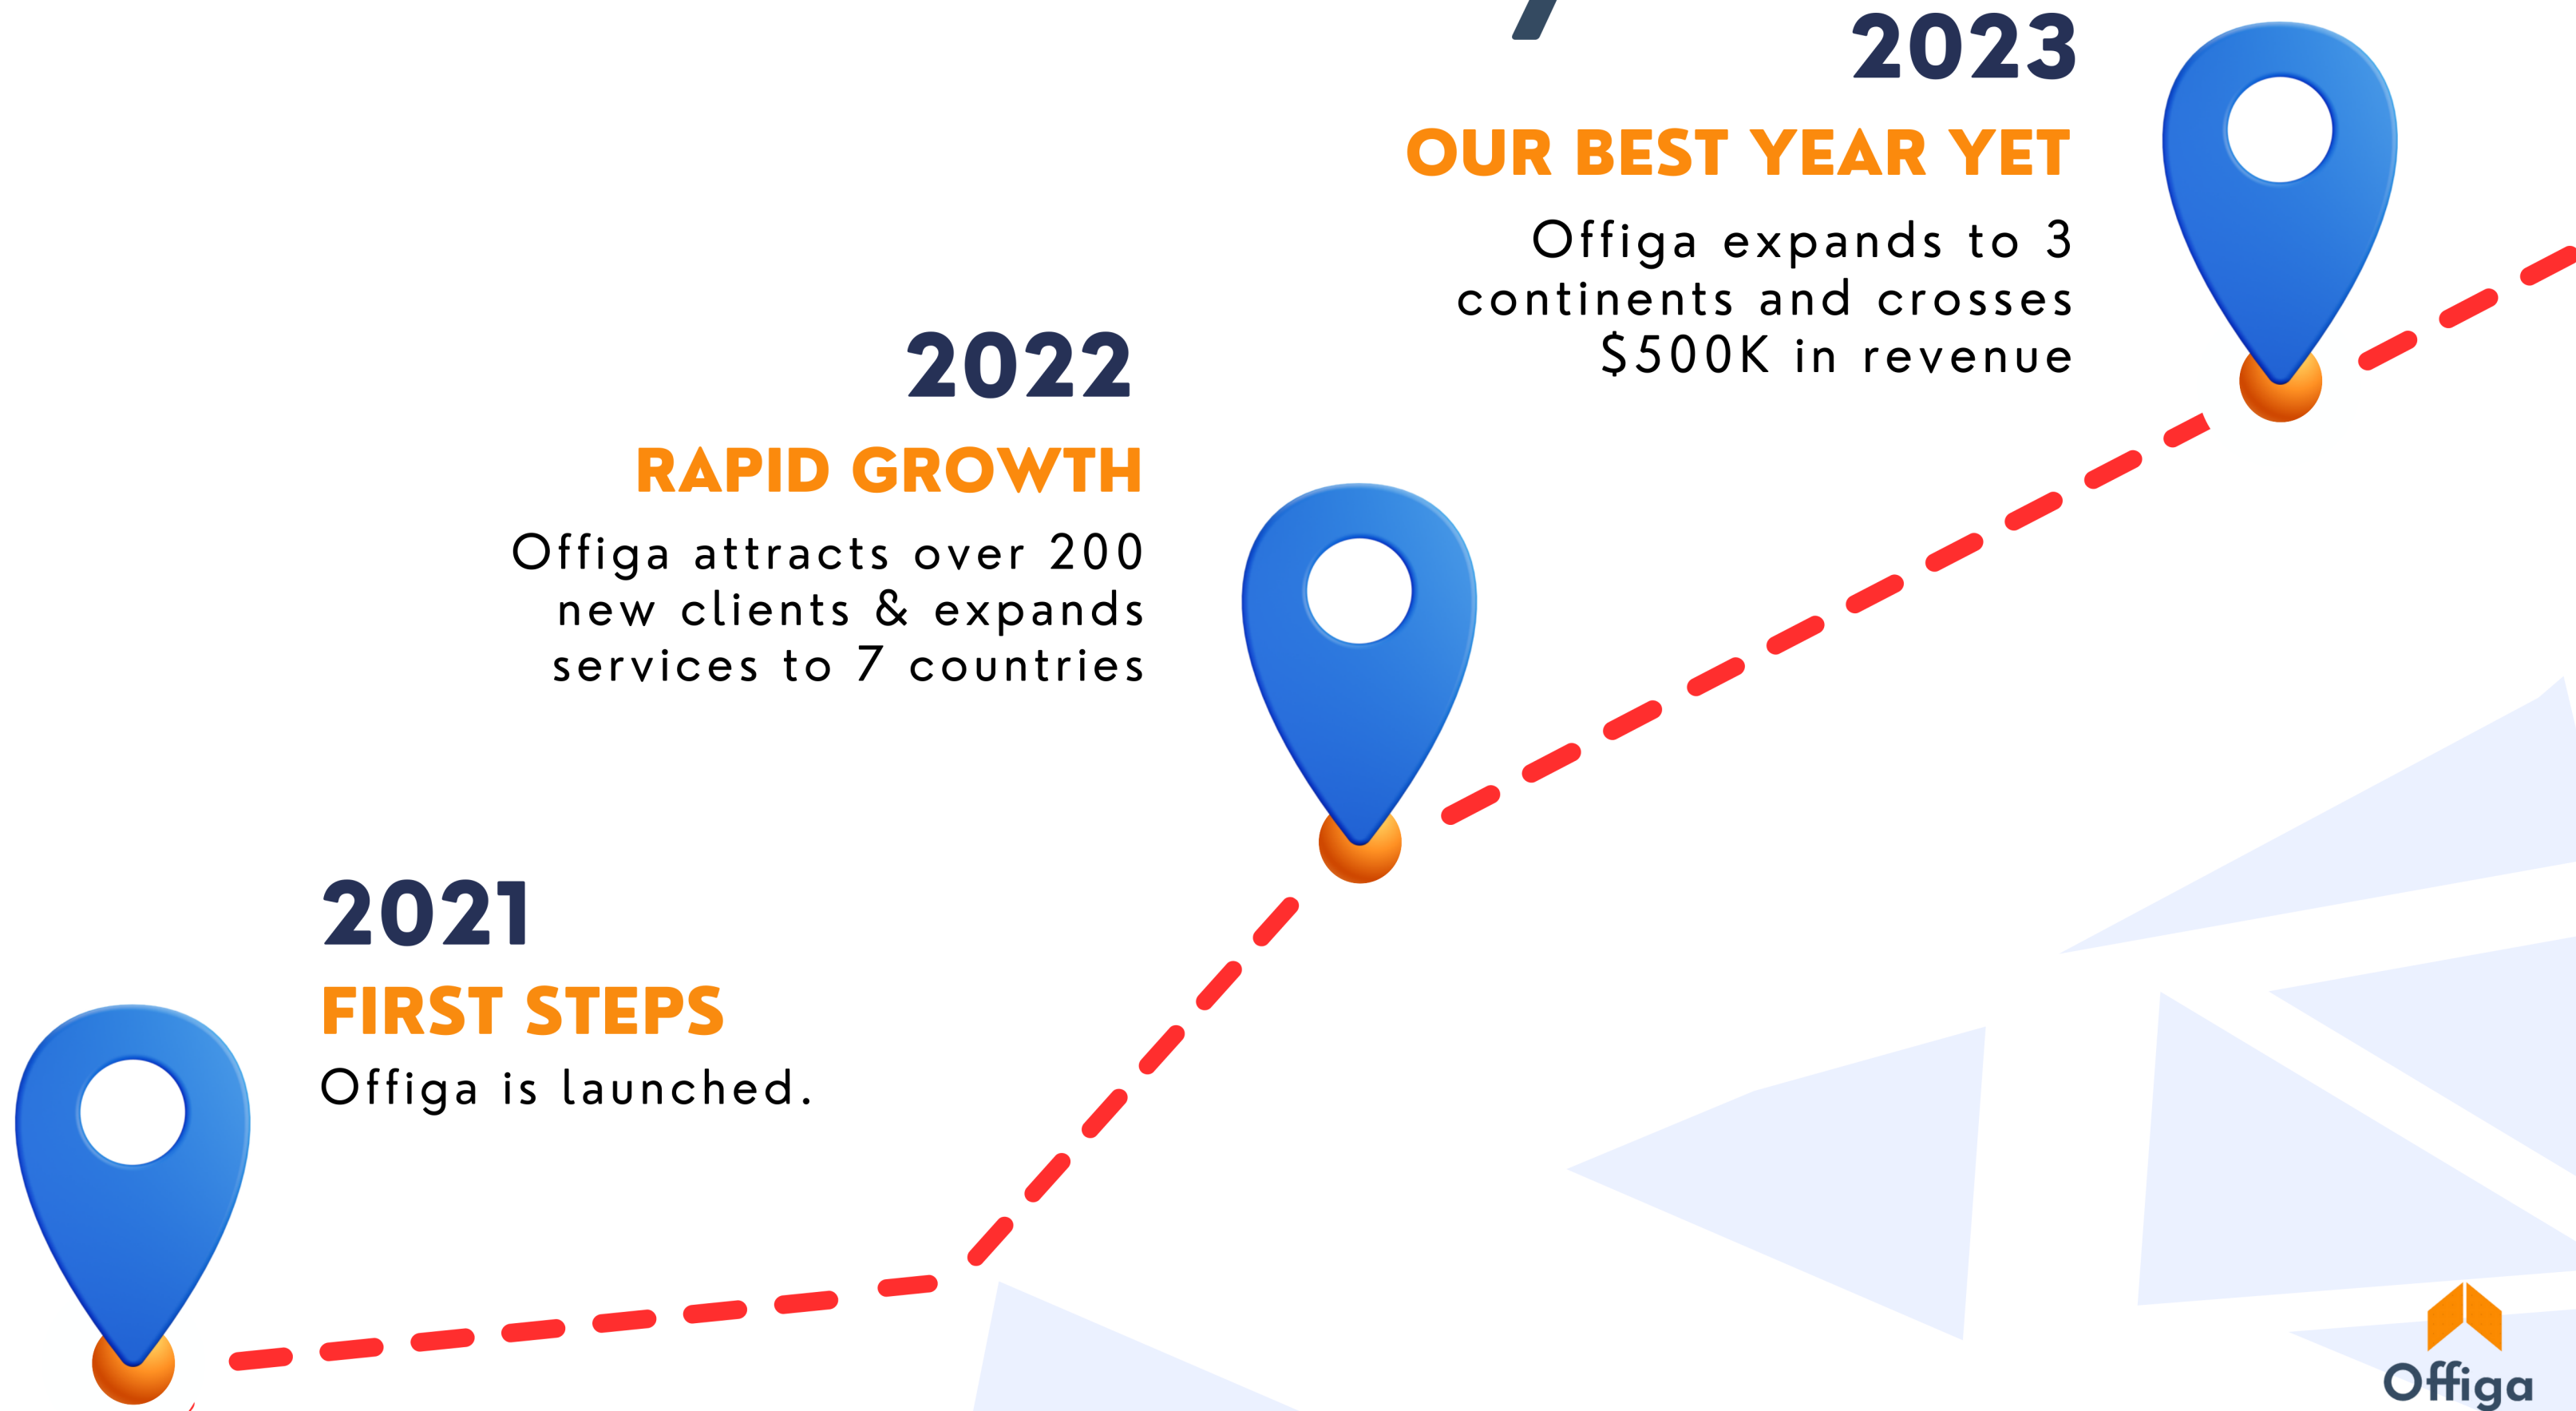 2021
FIRST STEPS
Offiga is launched.
2022
RAPID GROWTH
Offiga attracts over 200
new clients & expands
services to 7 countries
2023
OUR BEST YEAR YET
Offiga expands to 3
continents and crosses
$500K in revenue
Offiga